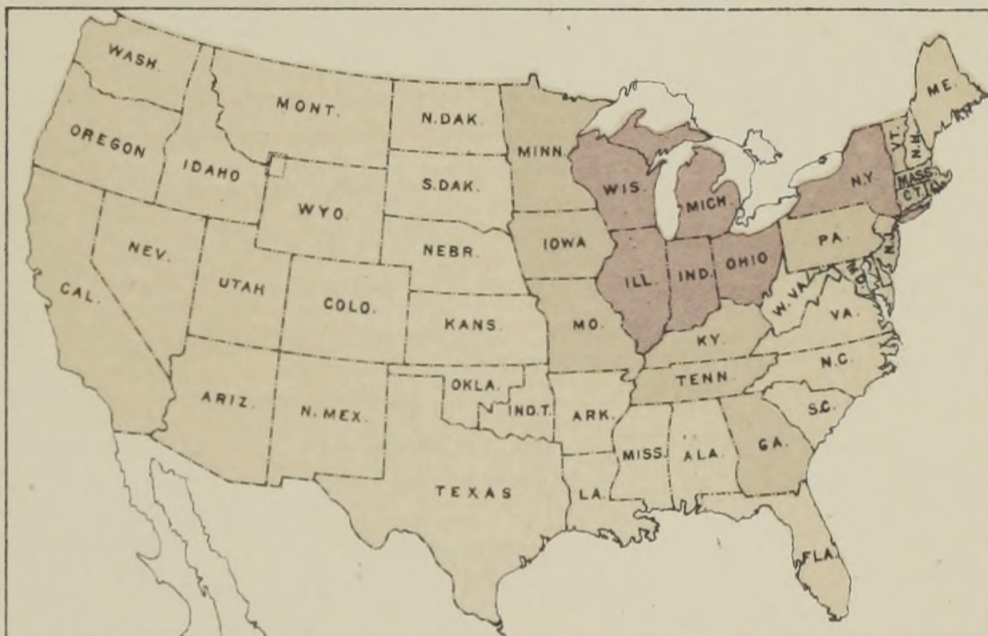 WASH.
MONT.
N.DAK.
MINN.
ME.
OREGON
IDAHO
VT.
N.H.
S.DAK.
WIS.
MICH.
N.Y.
MASS.
CT.
WYO.
NEBR.
IOWA
PA.
N.J.
NEV.
UTAH
COLO.
ILL.
IND.
OHIO
MD.
W.VA.
VA.
CAL.
KANS.
MO.
KY.
N.C.
ARIZ.
N.MEX.
OKLA.
IND.T.
ARK.
TENN.
S.C.
MISS.
ALA.
GA.
TEXAS
LA.
FLA.